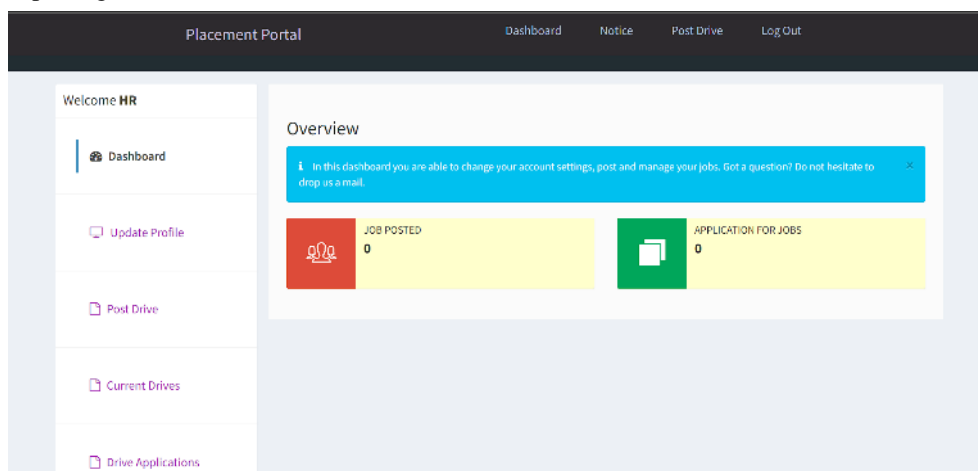 Placement Portal
Dashboard
Notice
Post Drive
Log Out
Welcome HR
Dashboard
Update Profile
Post Drive
Current Drives
Drive Applications
Overview
In this dashboard you are able to change your account settings, post and manage your jobs. Got a question? Do not hesitate to
drop us a mail.
JOB POSTED
0
APPLICATION FOR JOBS
0